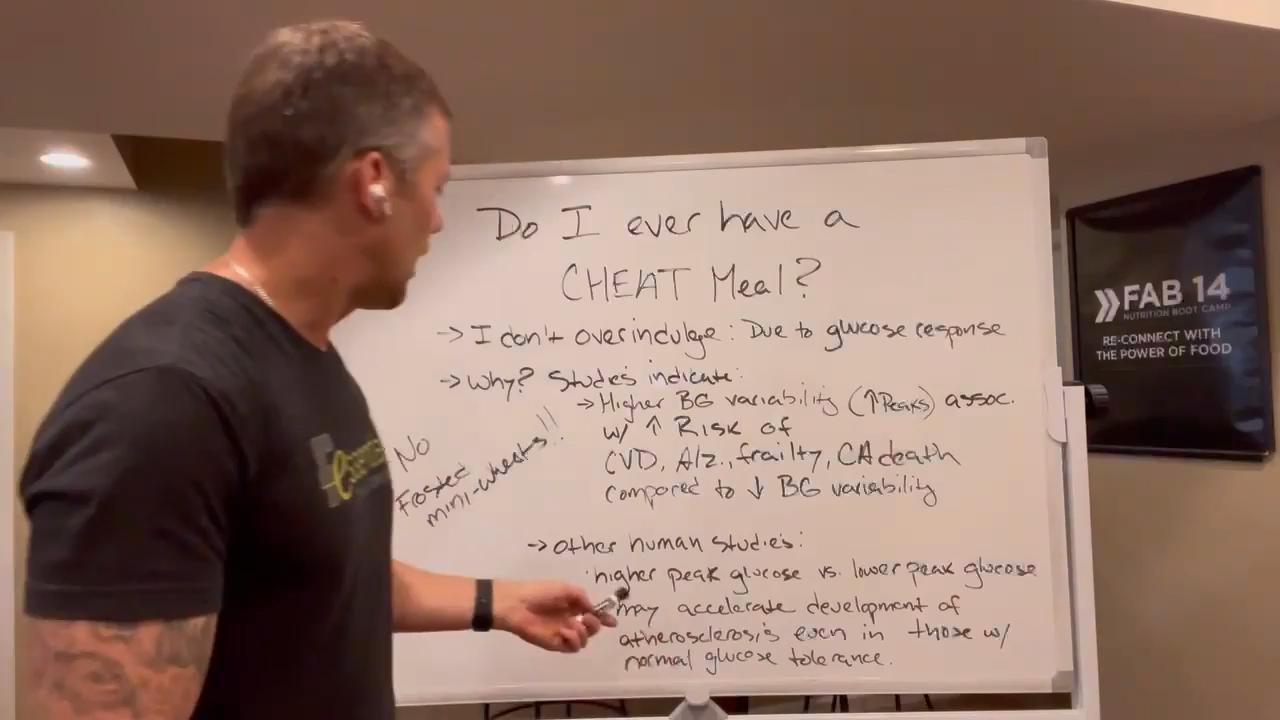 Do I ever have a
CHEAT Meal?
→ I don't overindulge: Due to glucose response
→ Why? Studies indicate:
→ Higher BG variability (↑Peaks) assoc.
w/ ↑ Risk of
CVD, Alz., frailty, CA death
compared to ↓ BG variability
No
Frosted
mini-wheats!!
→ Other human studies:
higher peak glucose vs. lower peak glucose
may accelerate development of
atherosclerosis even in those w/
normal glucose tolerance.
FAB 14
NUTRITION BOOT CAMP
RE-CONNECT WITH
THE POWER OF FOOD